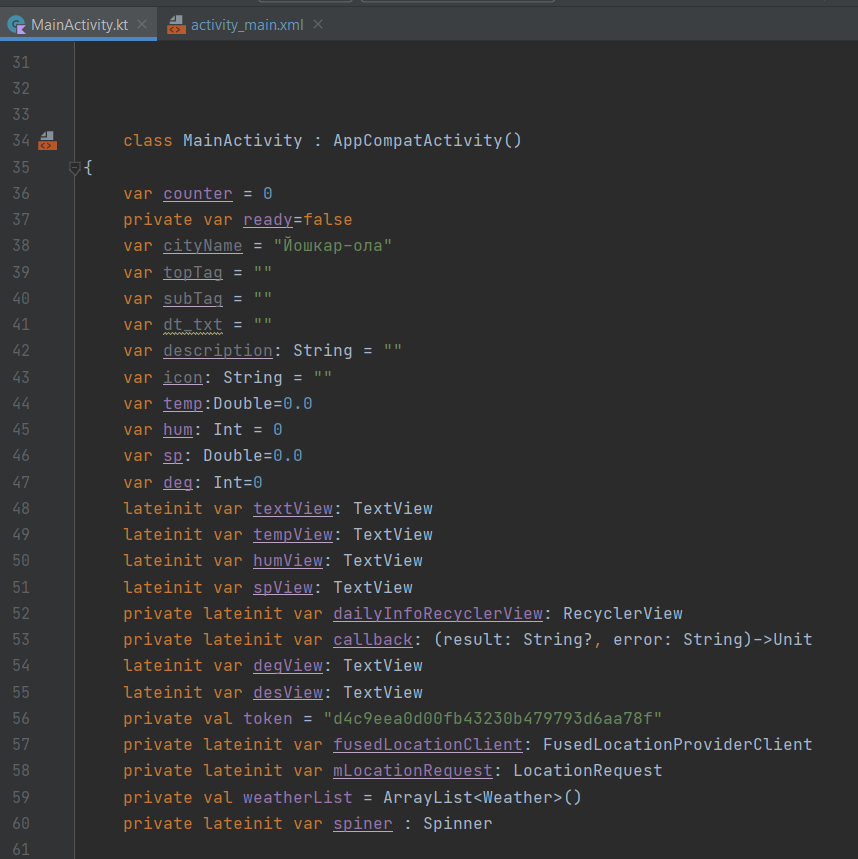 MainActivity.kt × activity_main.xml ×
31
32
33
34 class MainActivity : AppCompatActivity()
35 {
36 var counter = 0
37 private var ready=false
38 var cityName = "Йошкар-ола"
39 var topTag = ""
40 var subTag = ""
41 var dt_txt = ""
42 var description: String = ""
43 var icon: String = ""
44 var temp:Double=0.0
45 var hum: Int = 0
46 var sp: Double=0.0
47 var deg: Int=0
48 lateinit var textView: TextView
49 lateinit var tempView: TextView
50 lateinit var humView: TextView
51 lateinit var spView: TextView
52 private lateinit var dailyInfoRecyclerView: RecyclerView
53 private lateinit var callback: (result: String?, error: String)->Unit
54 lateinit var degView: TextView
55 lateinit var desView: TextView
56 private val token = "d4c9eea0d00fb43230b479793d6aa78f"
57 private lateinit var fusedLocationClient: FusedLocationProviderClient
58 private lateinit var mLocationRequest: LocationRequest
59 private val weatherList = ArrayList<Weather>()
60 private lateinit var spiner : Spinner
61